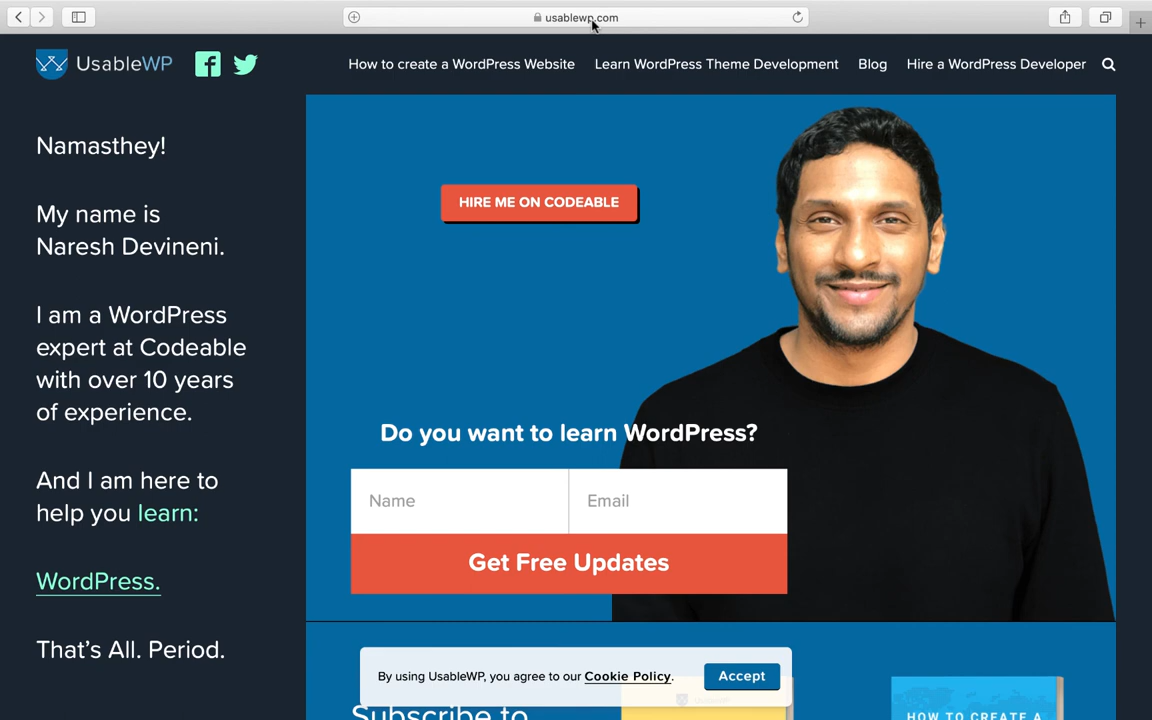 usablewp.com
UsableWP
How to create a WordPress Website
Learn WordPress Theme Development
Blog
Hire a WordPress Developer
Namasthey!
My name is
Naresh Devineni.
I am a WordPress
expert at Codeable
with over 10 years
of experience.
And I am here to
help you learn:
WordPress.
That's All. Period.
HIRE ME ON CODEABLE
Do you want to learn WordPress?
Name
Email
Get Free Updates
By using UsableWP, you agree to our Cookie Policy.
Accept
Subscribe to
HOW TO CREATE A